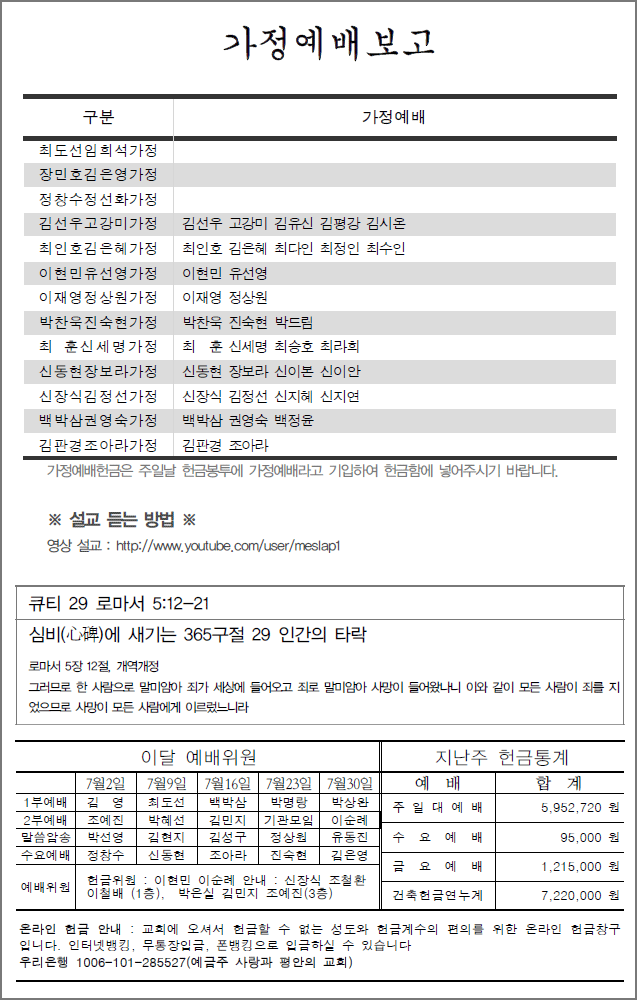 가정예배보고
구분 가정예배
최도선임희석가정
장민호김은영가정
정창수정선화가정
김선우고강미가정 김선우 고강미 김유신 김평강 김시온
최인호김은혜가정 최인호 김은혜 최다인 최정인 최수인
이현민유선영가정 이현민 유선영
이재영정상원가정 이재영 정상원
박찬욱진숙현가정 박찬욱 진숙현 박드림
최 훈신세명가정 최 훈 신세명 최승호 최라희
신동현장보라가정 신동현 장보라 신이본 신이안
신장식김정선가정 신장식 김정선 신지혜 신지연
백박삼권영숙가정 백박삼 권영숙 백정윤
김판경조아라가정 김판경 조아라
가정예배헌금은 주일날 헌금봉투에 가정예배라고 기입하여 헌금함에 넣어주시기 바랍니다.
※ 설교 듣는 방법 ※
영상 설교 : http://www.youtube.com/user/meslap1
큐티 29 로마서 5:12-21
심비(心碑)에 새기는 365구절 29 인간의 타락
로마서 5장 12절, 개역개정
그러므로 한 사람으로 말미암아 죄가 세상에 들어오고 죄로 말미암아 사망이 들어왔나니 이와 같이 모든 사람이 죄를 지
었으므로 사망이 모든 사람에게 이르렀느니라
이달 예배위원
7월2일 7월9일 7월16일 7월23일 7월30일
1부예배 김 영 최도선 백박삼 박명랑 박상완
2부예배 조예진 박혜선 김민지 기관모임 이순례
말씀암송 박선영 김현지 김성구 정상원 유동진
수요예배 정창수 신동현 조아라 진숙현 김은영
예배위원 헌금위원 : 이현민 이순례 안내 : 신장식 조철환
이철배 (1층), 박은실 김민지 조예진(3층)
지난주 헌금통계
예 배 합 계
주 일 대 예 배 5,952,720 원
수 요 예 배 95,000 원
금 요 예 배 1,215,000 원
건축헌금연누계 7,220,000 원
온라인 헌금 안내 : 교회에 오셔서 헌금할 수 없는 성도와 헌금계수의 편의를 위한 온라인 헌금창구
입니다. 인터넷뱅킹, 무통장입금, 폰뱅킹으로 입금하실 수 있습니다
우리은행 1006-101-285527(예금주 사랑과 평안의 교회)